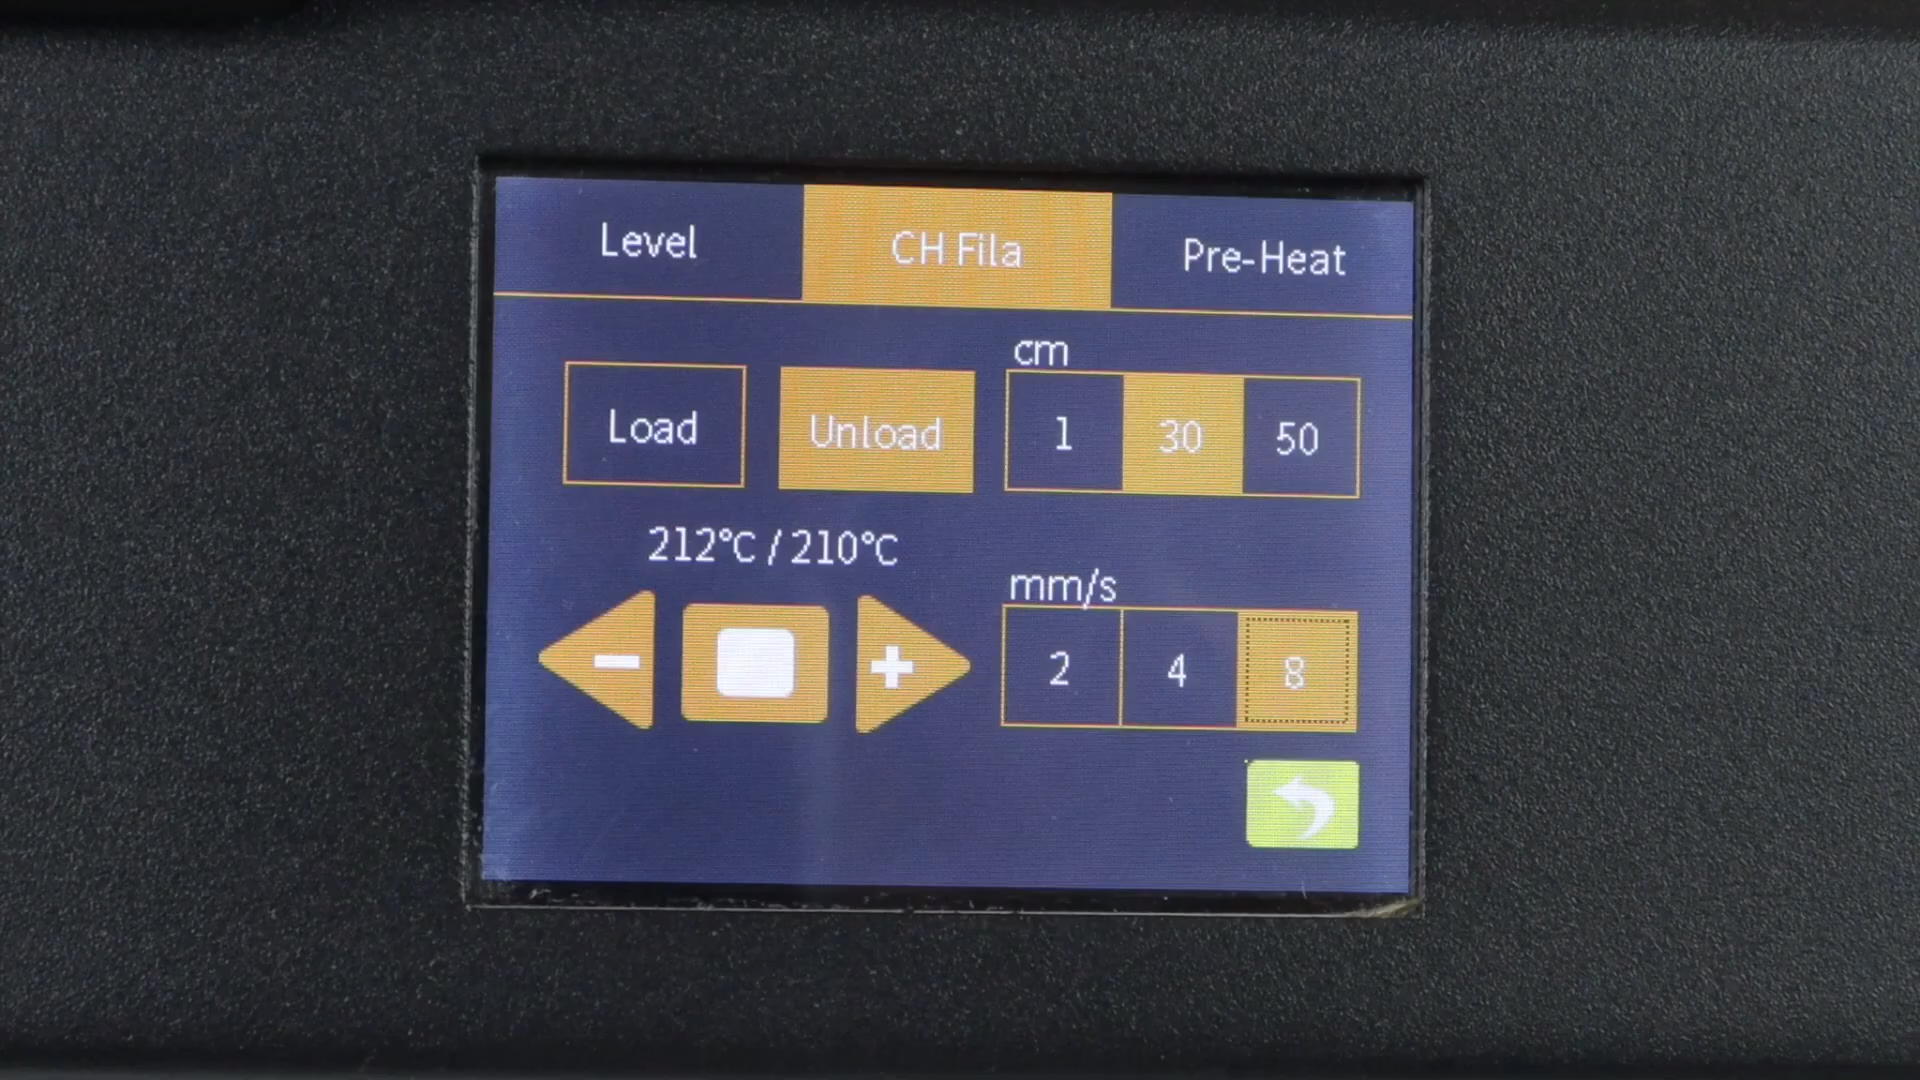 Level CH Fila Pre-Heat
cm
Load Unload 1 30 50
212°C / 210°C
mm/s
- + 2 4 8